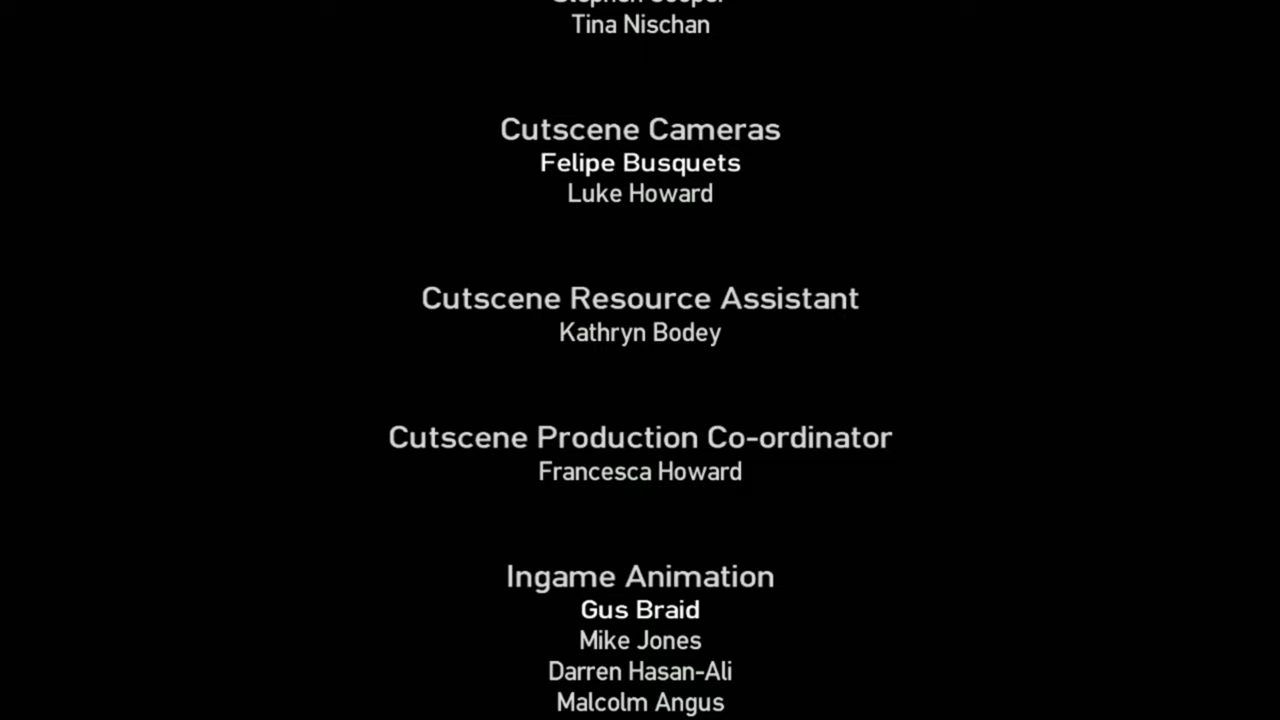 Tina Nischan
Cutscene Cameras
Felipe Busquets
Luke Howard
Cutscene Resource Assistant
Kathryn Bodey
Cutscene Production Co-ordinator
Francesca Howard
Ingame Animation
Gus Braid
Mike Jones
Darren Hasan-Ali
Malcolm Angus